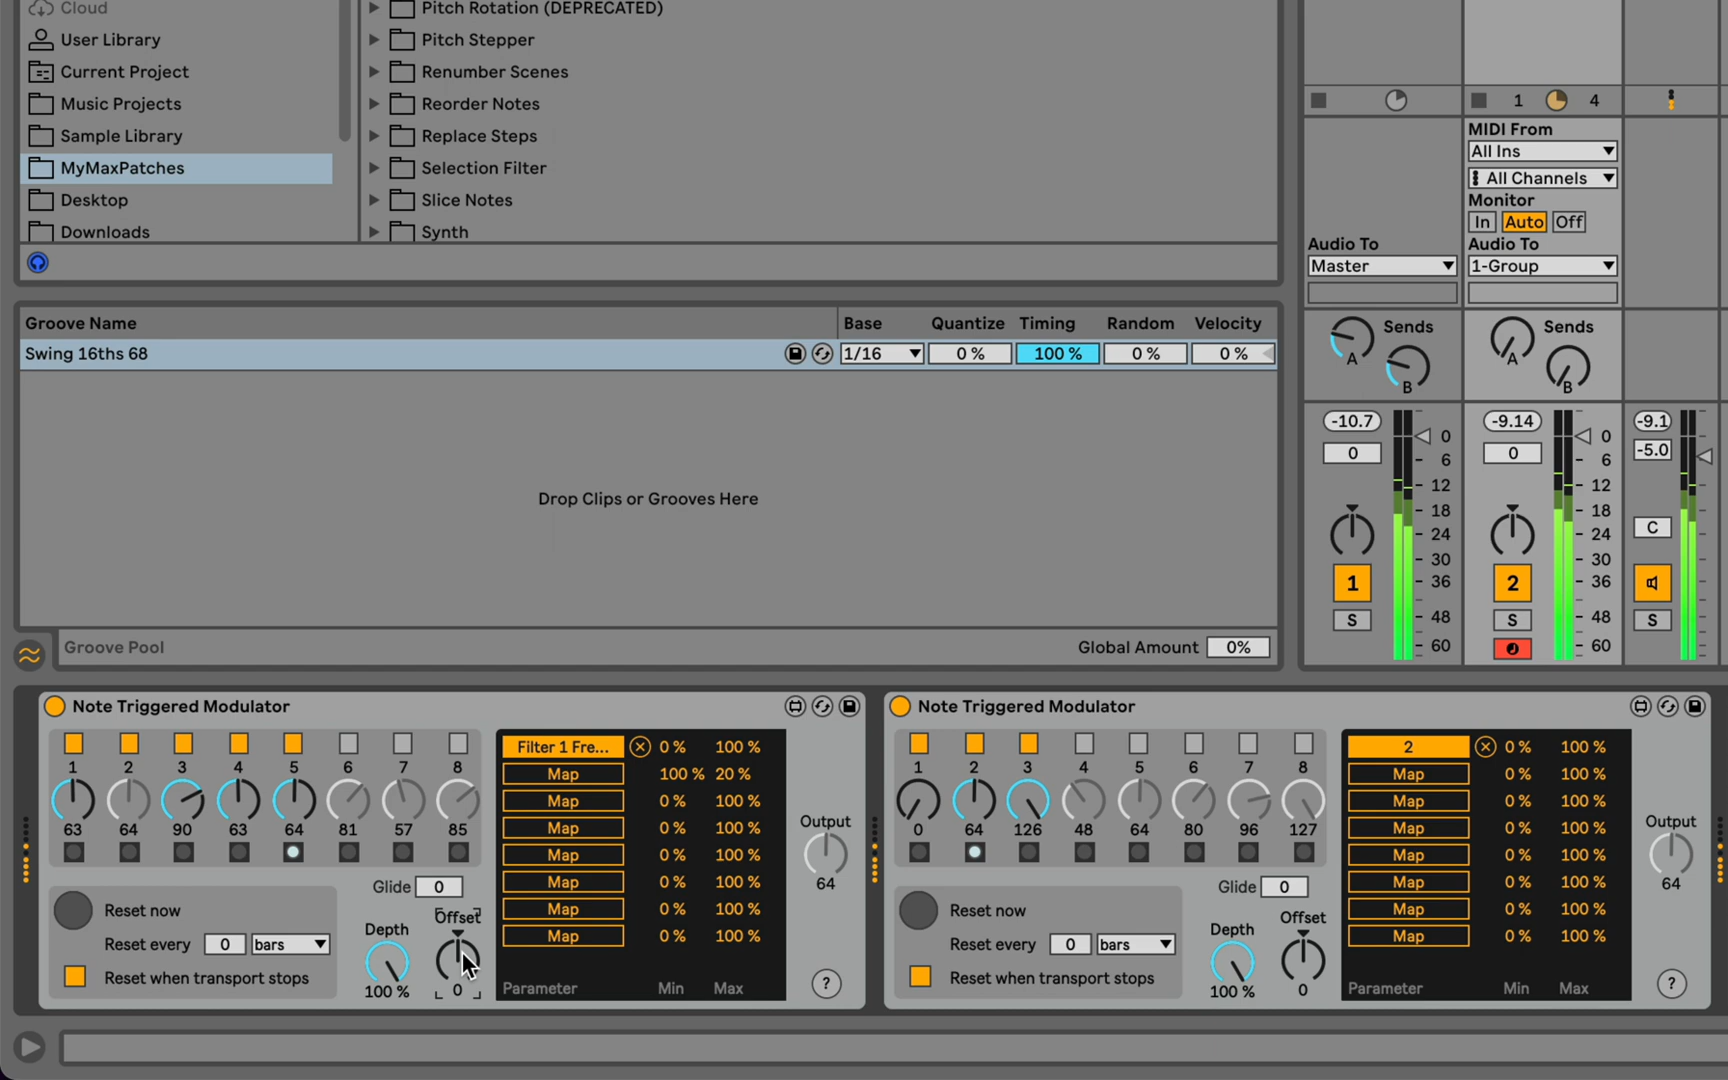 Cloud
User Library
Current Project
Music Projects
Sample Library
MyMaxPatches
Desktop
Downloads
Pitch Rotation (DEPRECATED)
Pitch Stepper
Renumber Scenes
Reorder Notes
Replace Steps
Selection Filter
Slice Notes
Synth
1 4
MIDI From
All Ins
All Channels
Monitor
In Auto Off
Audio To
Master
Audio To
1-Group
Sends
A
B
Sends
A
B
-10.7
0
0
6
12
18
24
30
36
48
60
1
S
-9.14
0
0
6
12
18
24
30
36
48
60
2
S
-9.1
-5.0
C
S
Groove Name Base Quantize Timing Random Velocity
Swing 16ths 68 1/16 0 % 100 % 0 % 0 %
Drop Clips or Grooves Here
Groove Pool Global Amount 0%
Note Triggered Modulator
1 2 3 4 5 6 7 8
63 64 90 63 64 81 57 85
Glide 0
Reset now
Reset every 0 bars
Reset when transport stops
Depth
100 %
Offset
0
Filter 1 Fre... 0 % 100 %
Map 100 % 20 %
Map 0 % 100 %
Map 0 % 100 %
Map 0 % 100 %
Map 0 % 100 %
Map 0 % 100 %
Map 0 % 100 %
Parameter Min Max
Output
64
?
Note Triggered Modulator
1 2 3 4 5 6 7 8
0 64 126 48 64 80 96 127
Glide 0
Reset now
Reset every 0 bars
Reset when transport stops
Depth
100 %
Offset
0
2 0 % 100 %
Map 0 % 100 %
Map 0 % 100 %
Map 0 % 100 %
Map 0 % 100 %
Map 0 % 100 %
Map 0 % 100 %
Map 0 % 100 %
Parameter Min Max
Output
64
?